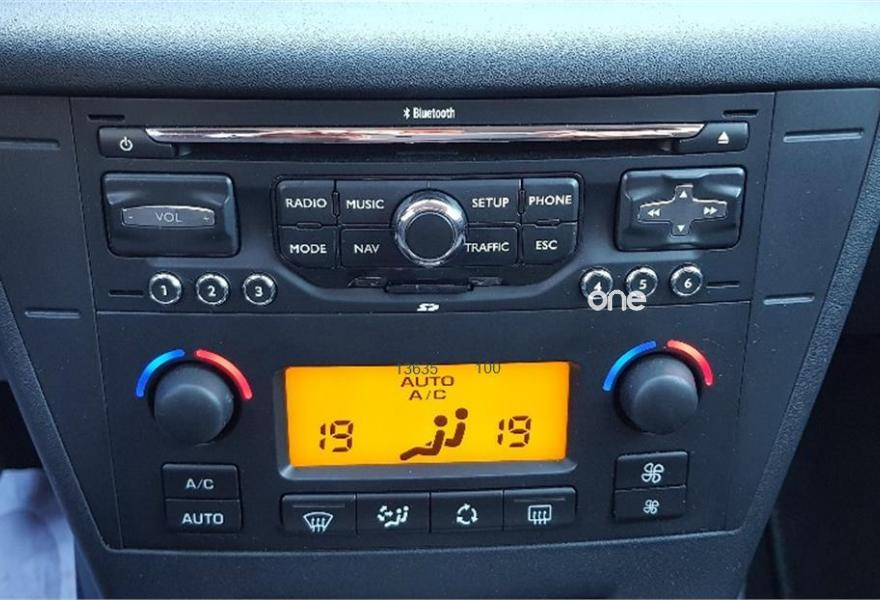 Bluetooth
RADIO MUSIC SETUP PHONE
- VOL +
MODE NAV TRAFFIC ESC
1 2 3 4 5 6
one
13635 100
AUTO
A/C
19 19
A/C
AUTO